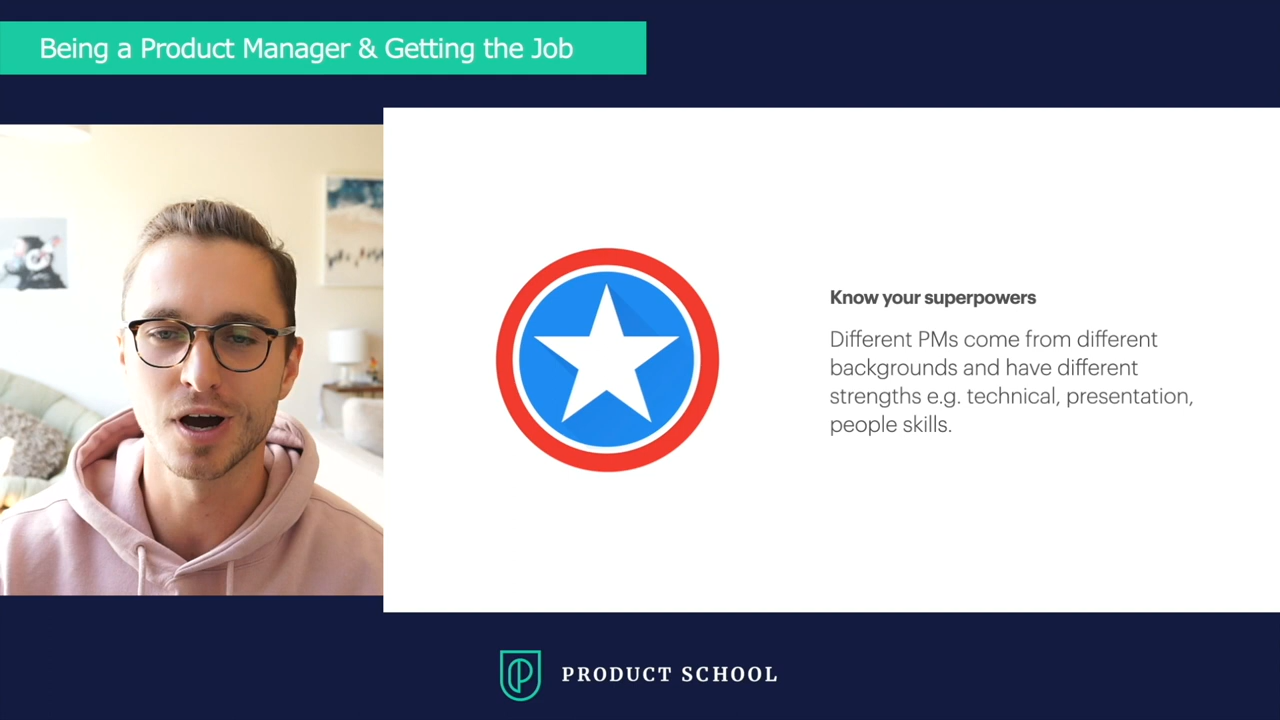 Being a Product Manager & Getting the Job
Know your superpowers
Different PMs come from different
backgrounds and have different
strengths e.g. technical, presentation,
people skills.
PRODUCT SCHOOL